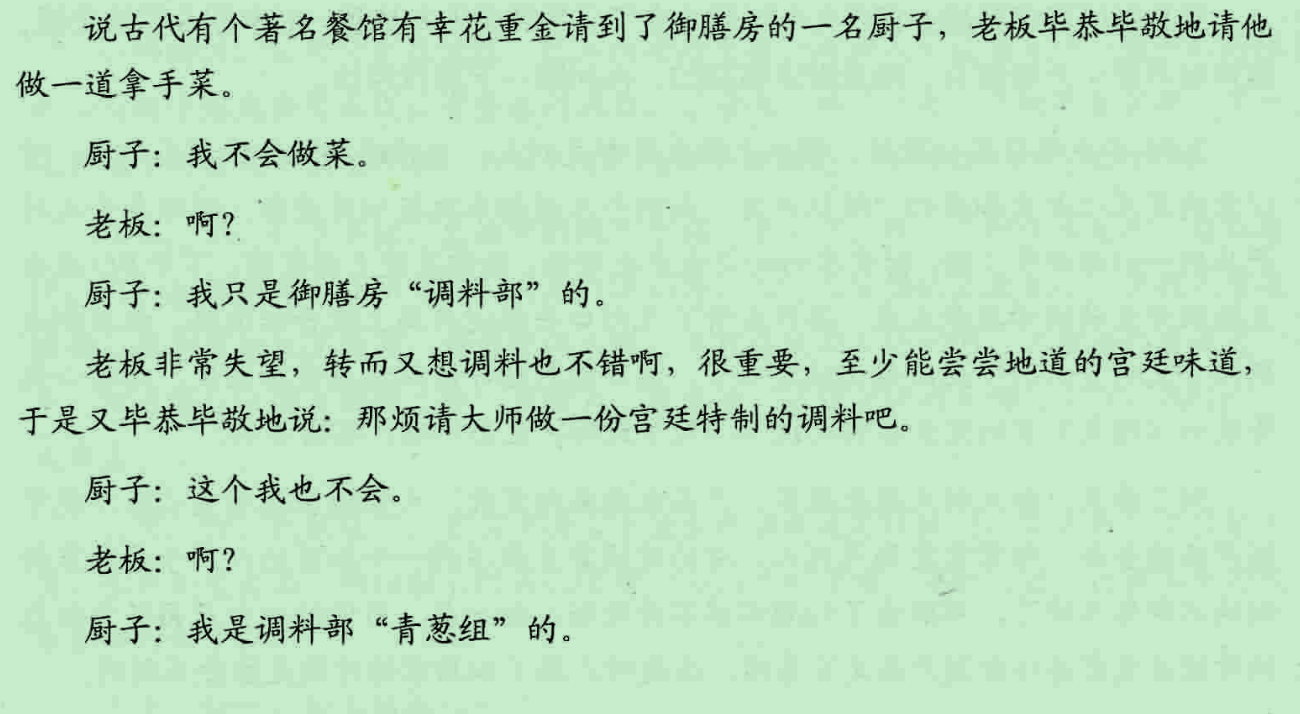 说古代有个著名餐馆有幸花重金请到了御膳房的一名厨子，老板毕恭毕敬地请他
做一道拿手菜。
厨子：我不会做菜。
老板：啊？
厨子：我只是御膳房“调料部”的。
老板非常失望，转而又想调料也不错啊，很重要，至少能尝尝地道的宫廷味道，
于是又毕恭毕敬地说：那烦请大师做一份宫廷特制的调料吧。
厨子：这个我也不会。
老板：啊？
厨子：我是调料部“青葱组”的。